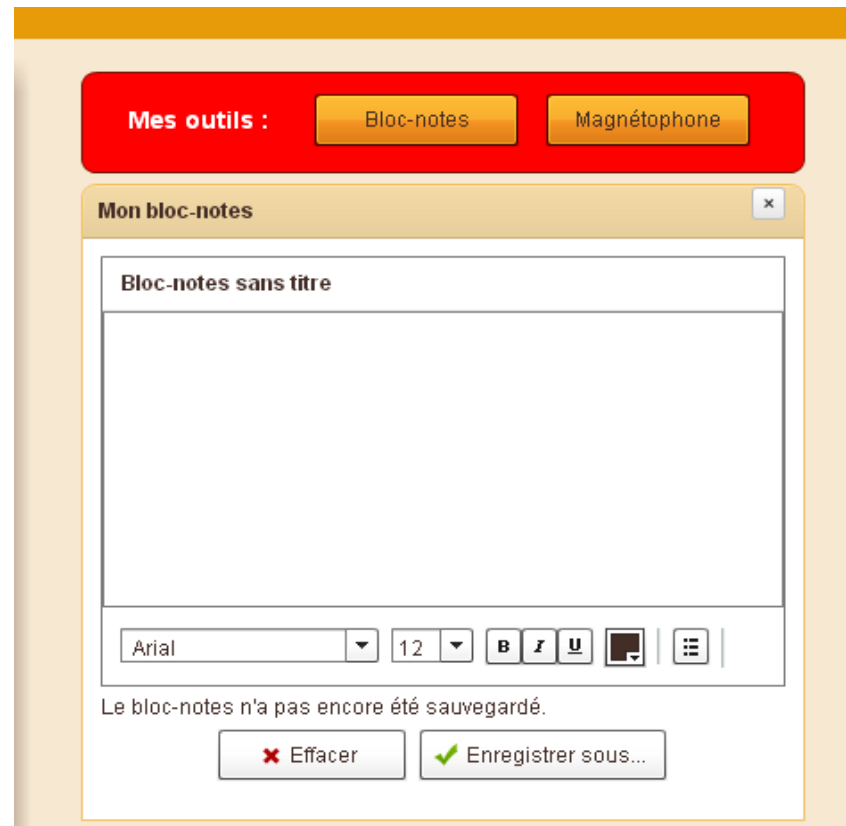 Mes outils : Bloc-notes Magnétophone
Mon bloc-notes
Bloc-notes sans titre
Arial 12 B I U
Le bloc-notes n'a pas encore été sauvegardé.
Effacer Enregistrer sous...